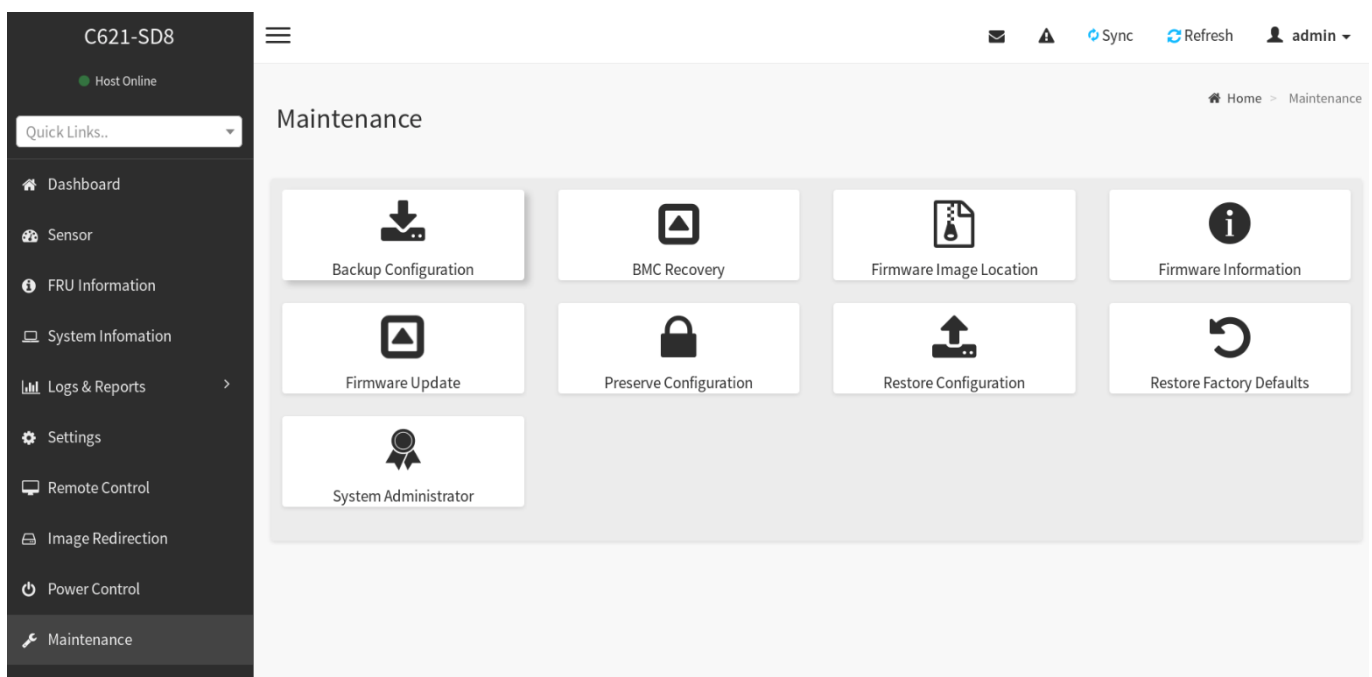 C621-SD8
Host Online
Quick Links..
Dashboard
Sensor
FRU Information
System Infomation
Logs & Reports
Settings
Remote Control
Image Redirection
Power Control
Maintenance
Sync
Refresh
admin
Maintenance
Home > Maintenance
Backup Configuration
BMC Recovery
Firmware Image Location
Firmware Information
Firmware Update
Preserve Configuration
Restore Configuration
Restore Factory Defaults
System Administrator